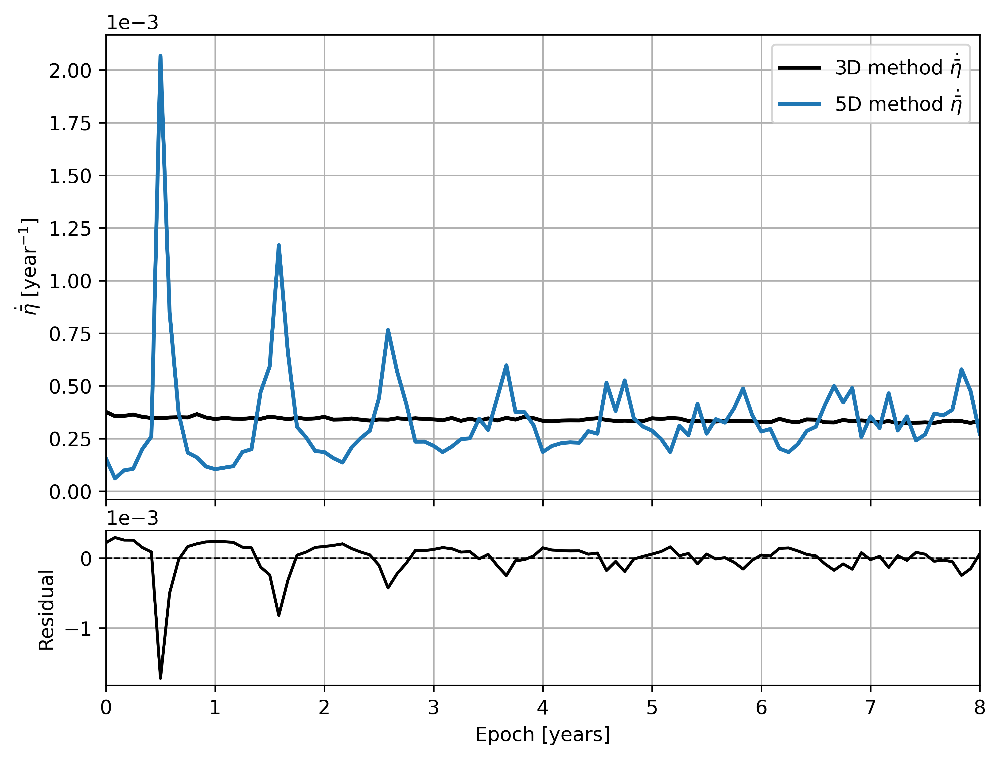 1e−3
2.00
1.75
1.50
1.25
1.00
0.75
0.50
0.25
0.00
η̄̇ [year⁻¹]
3D method η̄̇
5D method η̄̇
1e−3
0
−1
Residual
0 1 2 3 4 5 6 7 8
Epoch [years]